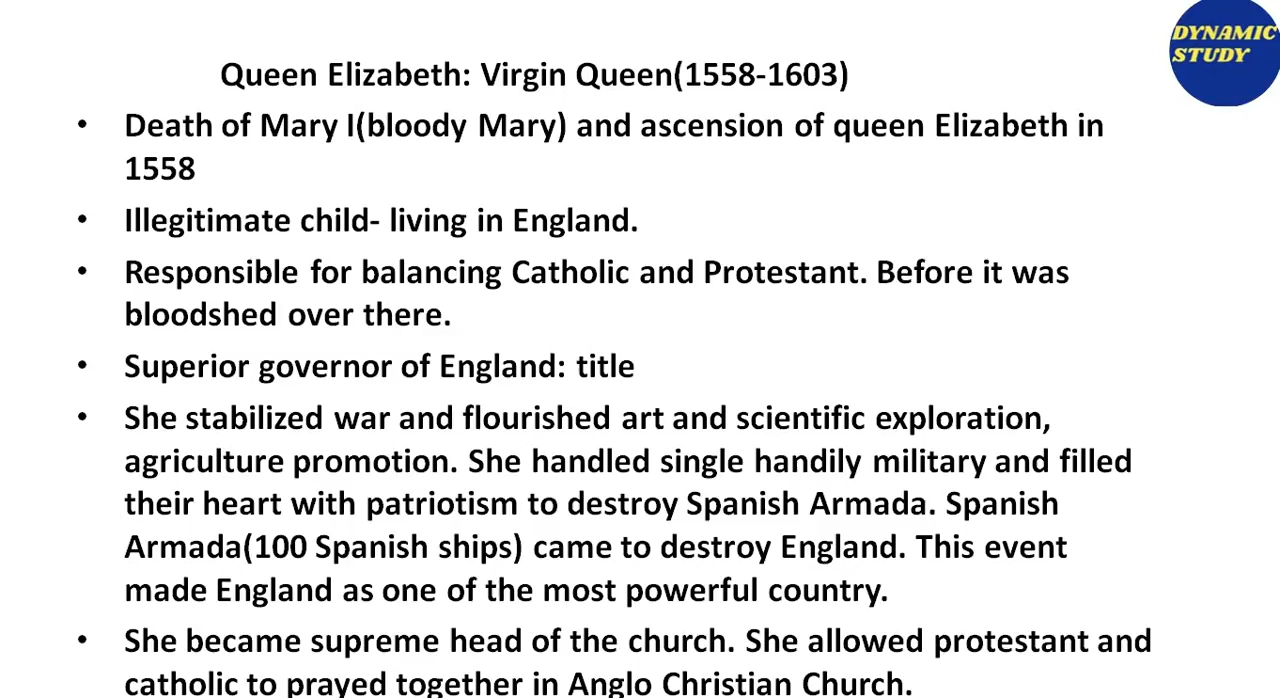 DYNAMIC
STUDY
Queen Elizabeth: Virgin Queen(1558-1603)
• Death of Mary I(bloody Mary) and ascension of queen Elizabeth in
1558
• Illegitimate child- living in England.
• Responsible for balancing Catholic and Protestant. Before it was
bloodshed over there.
• Superior governor of England: title
• She stabilized war and flourished art and scientific exploration,
agriculture promotion. She handled single handily military and filled
their heart with patriotism to destroy Spanish Armada. Spanish
Armada(100 Spanish ships) came to destroy England. This event
made England as one of the most powerful country.
• She became supreme head of the church. She allowed protestant and
catholic to prayed together in Anglo Christian Church.